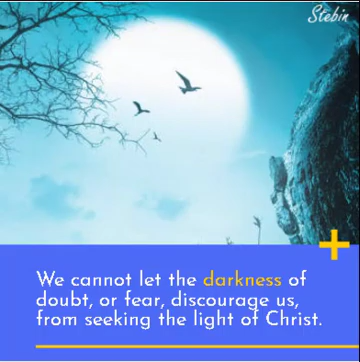 Stebin
We cannot let the darkness of
doubt, or fear, discourage us,
from seeking the light of Christ.